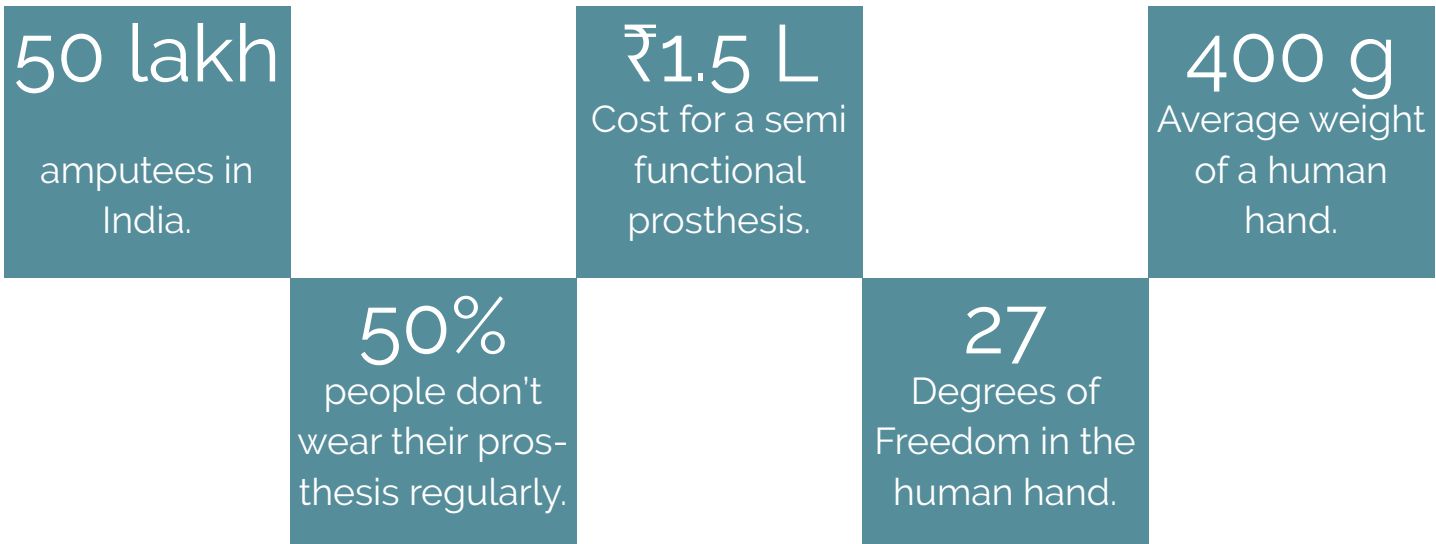 50 lakh
amputees in
India.
50%
people don't
wear their pros-
thesis regularly.
₹1.5 L
Cost for a semi
functional
prosthesis.
27
Degrees of
Freedom in the
human hand.
400 g
Average weight
of a human
hand.